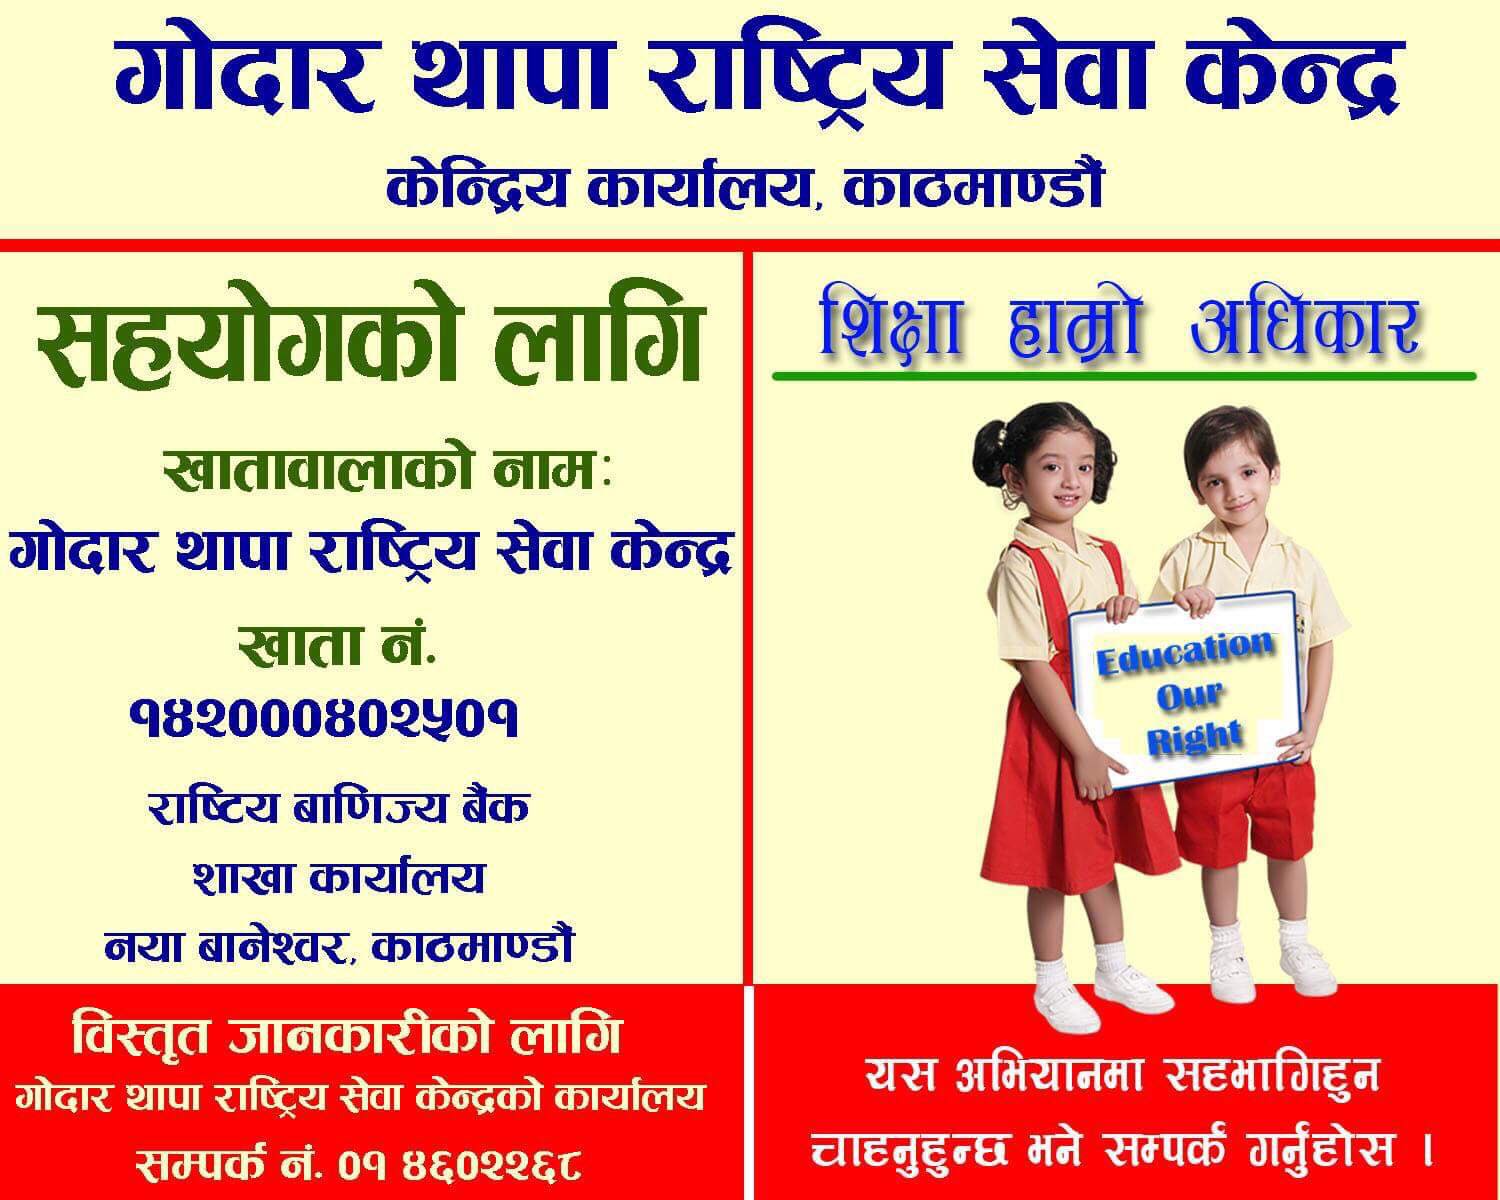 गोदार थापा राष्ट्रिय सेवा केन्द्र
केन्द्रिय कार्यालय, काठमाण्डौं
सहयोगको लागि
खातावालाको नामः
गोदार थापा राष्ट्रिय सेवा केन्द्र
खाता नं.
१४२०००४०२५०१
राष्टिय बाणिज्य बैंक
शाखा कार्यालय
नया बानेश्वर, काठमाण्डौं
विस्तृत जानकारीको लागि
गोदार थापा राष्ट्रिय सेवा केन्द्रको कार्यालय
सम्पर्क नं. ०१ ४६०२२६८
शिक्षा हाम्रो अधिकार
Education
Our
Right
यस अभियानमा सहभागिहुन
चाहनुहुन्छ भने सम्पर्क गर्नुहोस ।